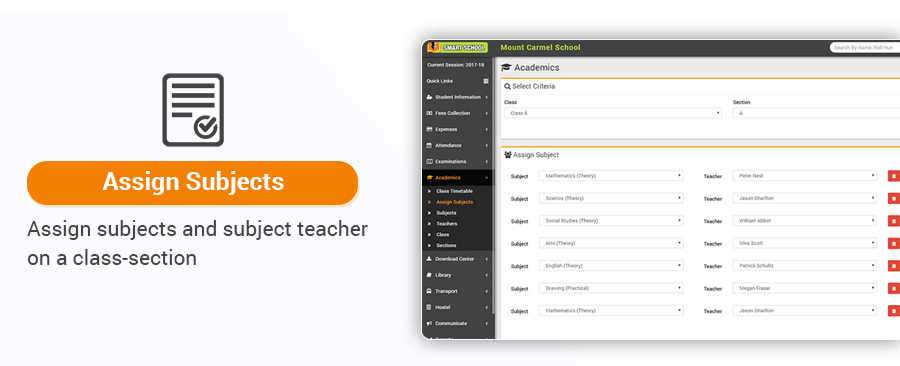 Assign Subjects
Assign subjects and subject teacher
on a class-section
SMART SCHOOL
Mount Carmel School
Search By Name, Roll Num
Current Session: 2017-18
Quick Links
Student Information
Fees Collection
Expenses
Attendance
Examinations
Academics
Class Timetable
Assign Subjects
Subjects
Teachers
Class
Sections
Download Center
Library
Transport
Hostel
Communicate
Academics
Select Criteria
Class Section
Class 6 A
Assign Subject
Subject Mathematics (Theory) Teacher Peter Nest
Subject Science (Theory) Teacher Jason Sharlton
Subject Social Studies (Theory) Teacher William Abbot
Subject Arts (Theory) Teacher Mea Scott
Subject English (Theory) Teacher Patrick Schultz
Subject Drawing (Practical) Teacher Megan Fraser
Subject Mathematics (Theory) Teacher Jason Sharlton